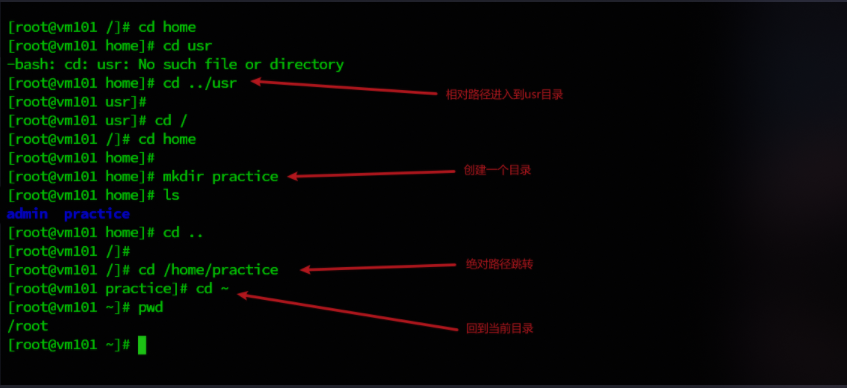 [root@vm101 /]# cd home
[root@vm101 home]# cd usr
-bash: cd: usr: No such file or directory
[root@vm101 home]# cd ../usr
相对路径进入到usr目录
[root@vm101 usr]#
[root@vm101 usr]# cd /
[root@vm101 /]# cd home
[root@vm101 home]#
[root@vm101 home]# mkdir practice
创建一个目录
[root@vm101 home]# ls
admin  practice
[root@vm101 home]# cd ..
[root@vm101 /]#
[root@vm101 /]# cd /home/practice
绝对路径跳转
[root@vm101 practice]# cd ~
回到当前目录
[root@vm101 ~]# pwd
/root
[root@vm101 ~]#